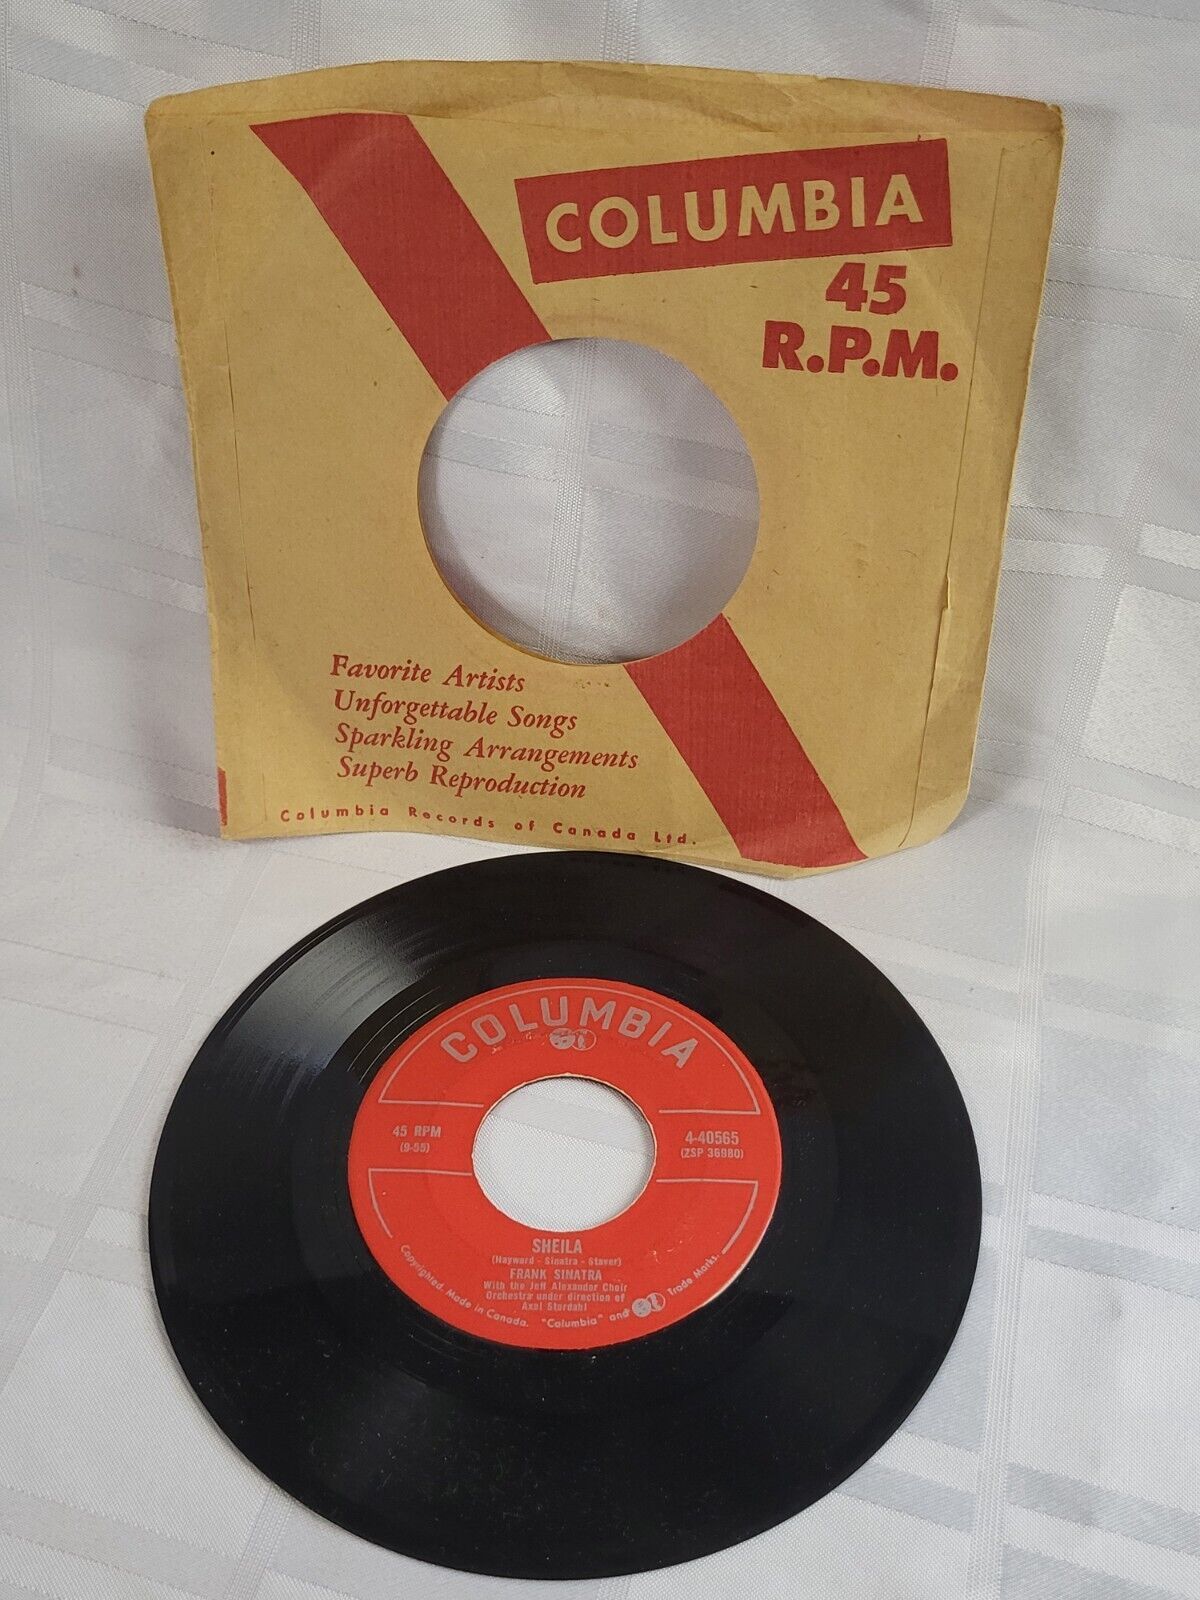 COLUMBIA
45
R.P.M.
Favorite Artists
Unforgettable Songs
Sparkling Arrangements
Superb Reproduction
Columbia Records of Canada Ltd.
COLUMBIA
45 RPM
(9-55)
4-40565
(ZSP 36980)
SHEILA
(Hayward - Sinatra - Staver)
FRANK SINATRA
With the Jeff Alexander Choir
Orchestra under direction of
Axel Stordahl
Copyrighted. Made in Canada. "Columbia" and Trade Marks.